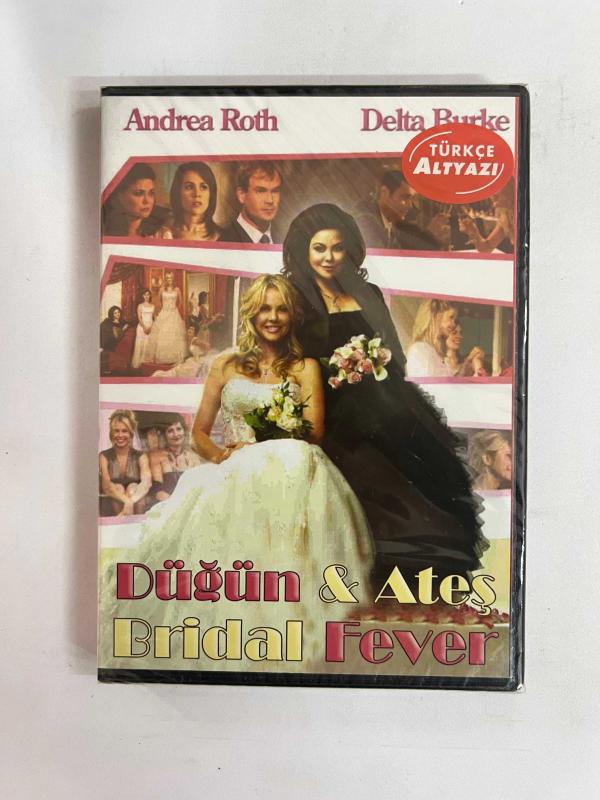 Andrea Roth Delta Burke
TÜRKÇE
ALTYAZI
Düğün & Ateş
Bridal Fever